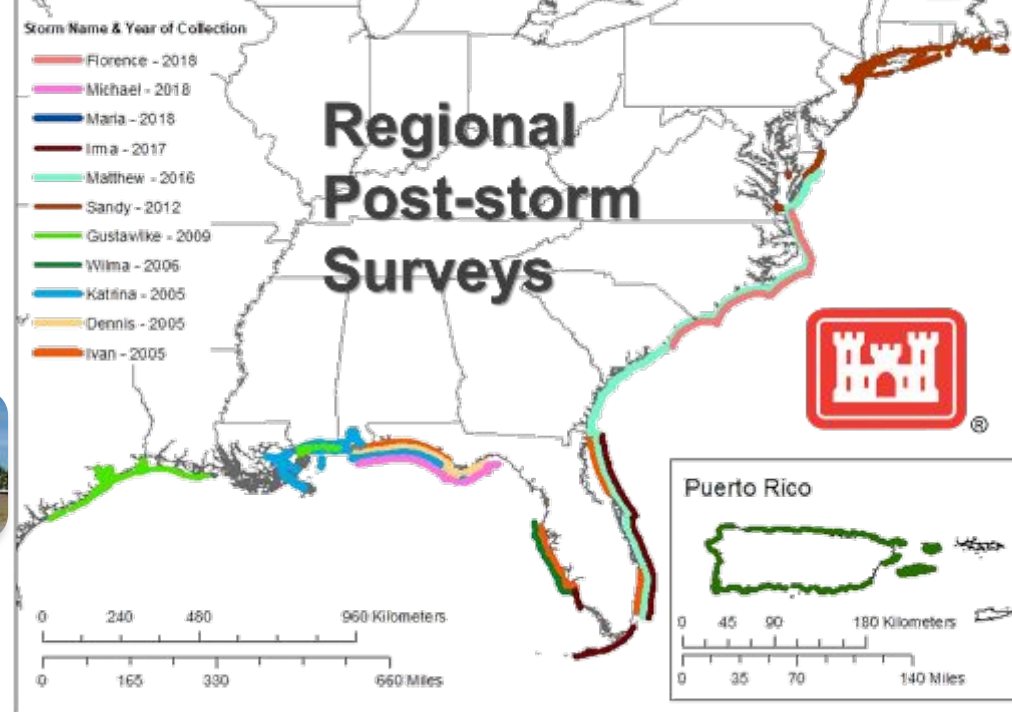 Storm Name & Year of Collection
Florence - 2018
Michael - 2018
Maria - 2018
Irma - 2017
Matthew - 2016
Sandy - 2012
GustavIke - 2009
Wilma - 2006
Katrina - 2005
Dennis - 2005
Ivan - 2005
Regional
Post-storm
Surveys
®
Puerto Rico
0 45 90 180 Kilometers
0 35 70 140 Miles
0 240 480 960 Kilometers
0 165 330 660 Miles